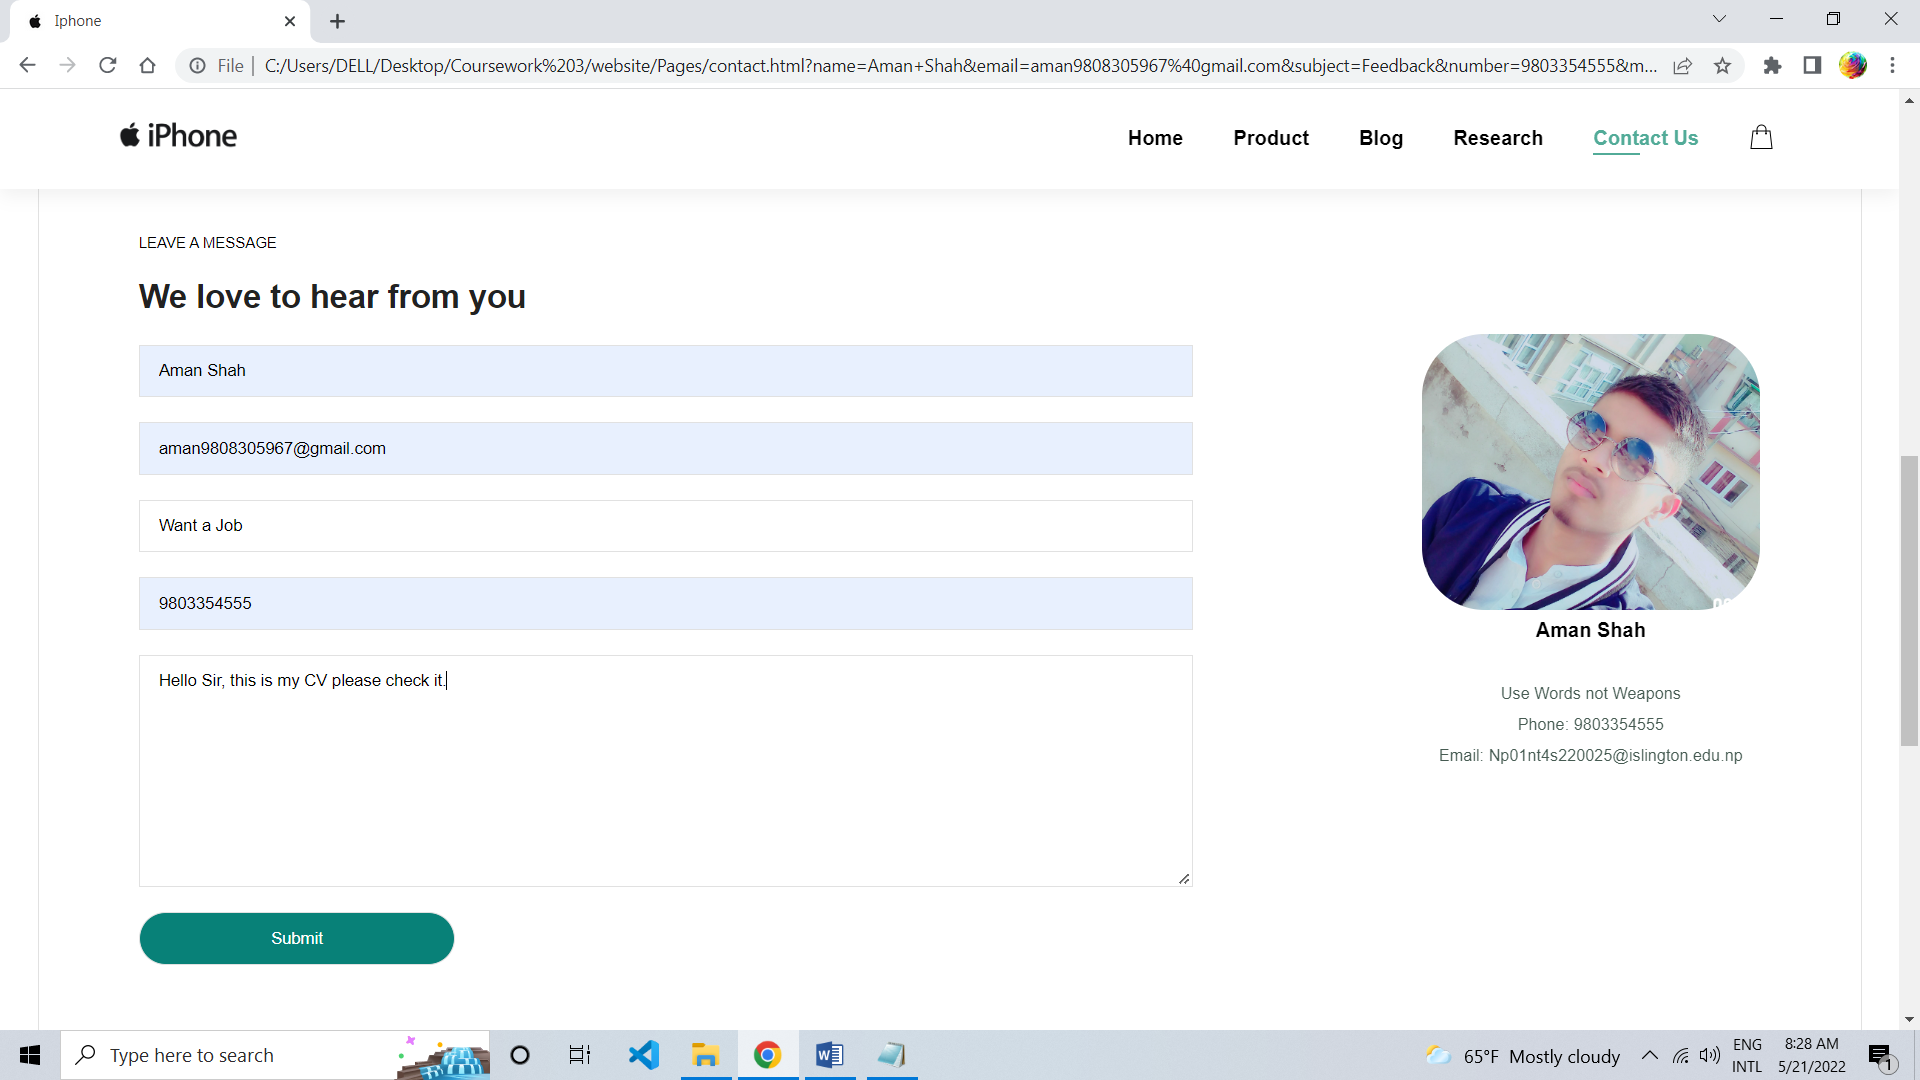 Iphone
File | C:/Users/DELL/Desktop/Coursework%203/website/Pages/contact.html?name=Aman+Shah&email=aman9808305967%40gmail.com&subject=Feedback&number=9803354555&m...
iPhone
Home Product Blog Research Contact Us
LEAVE A MESSAGE
We love to hear from you
Aman Shah
aman9808305967@gmail.com
Want a Job
9803354555
Hello Sir, this is my CV please check it.
Submit
Aman Shah
Use Words not Weapons
Phone: 9803354555
Email: Np01nt4s220025@islington.edu.np
Type here to search
65°F Mostly cloudy
ENG
INTL
8:28 AM
5/21/2022
1